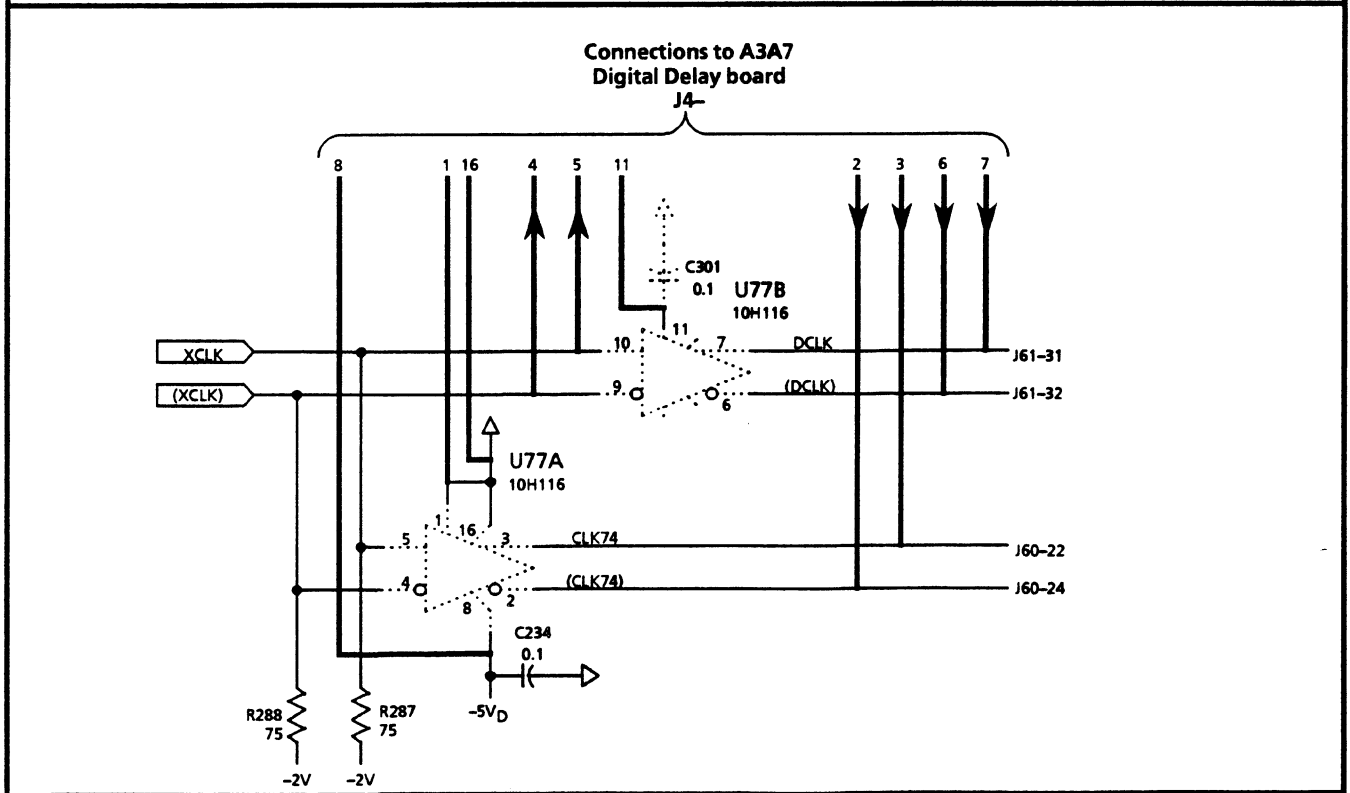 Connections to A3A7
Digital Delay board
J4–
8 1 16 4 5 11 2 3 6 7
C301
0.1
U77B
10H116
11
XCLK 10 7 DCLK J61–31
(XCLK) 9 6 (DCLK) J61–32
U77A
10H116
1 16
5 3 CLK74 J60–22
4 2 (CLK74) J60–24
8
C234
0.1
R288
75
R287
75
–5VD
–2V –2V